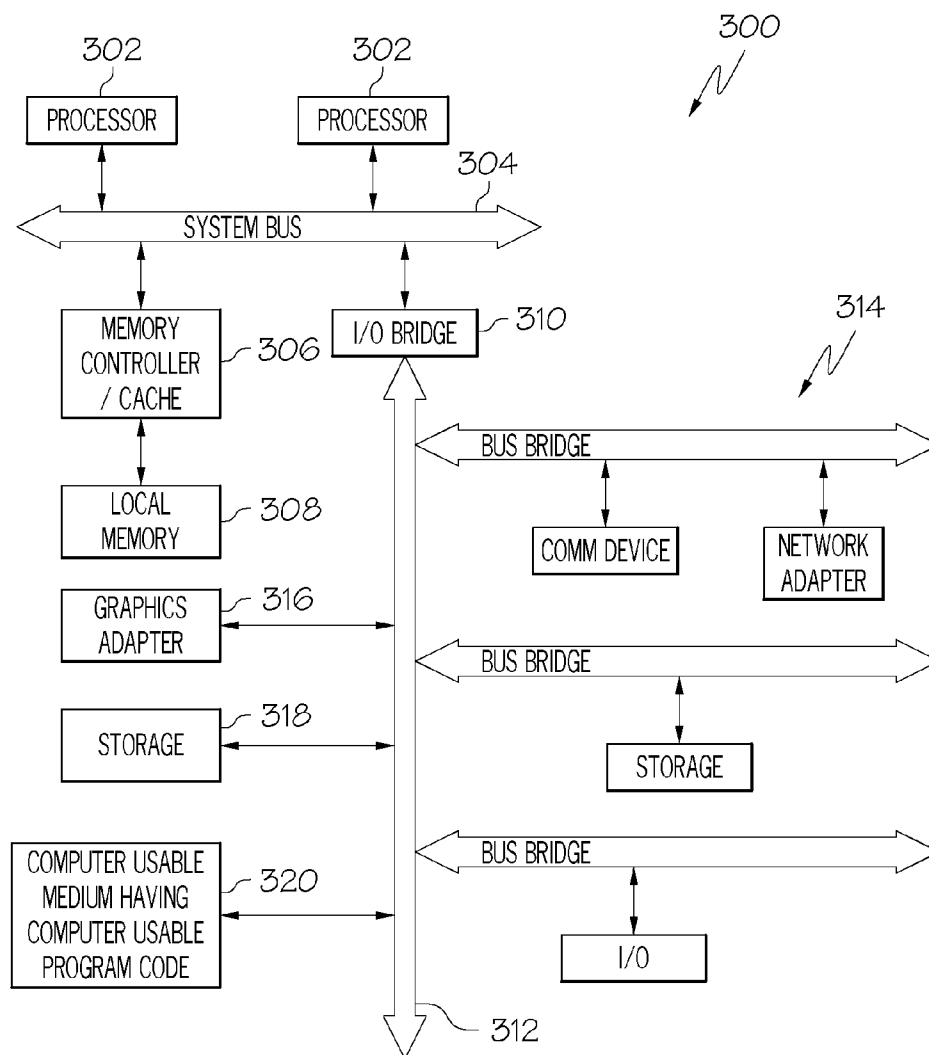 300
302
302
PROCESSOR
PROCESSOR
304
SYSTEM BUS
MEMORY
CONTROLLER
/ CACHE
306
I/O BRIDGE
310
314
BUS BRIDGE
LOCAL
MEMORY
308
COMM DEVICE
NETWORK
ADAPTER
GRAPHICS
ADAPTER
316
BUS BRIDGE
STORAGE
318
STORAGE
BUS BRIDGE
COMPUTER USABLE
MEDIUM HAVING
COMPUTER USABLE
PROGRAM CODE
320
I/O
312